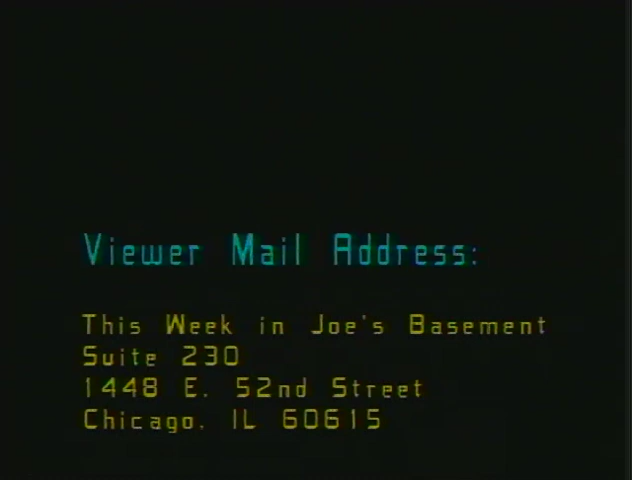 Viewer Mail Address:
This Week in Joe's Basement
Suite 230
1448 E. 52nd Street
Chicago, IL 60615